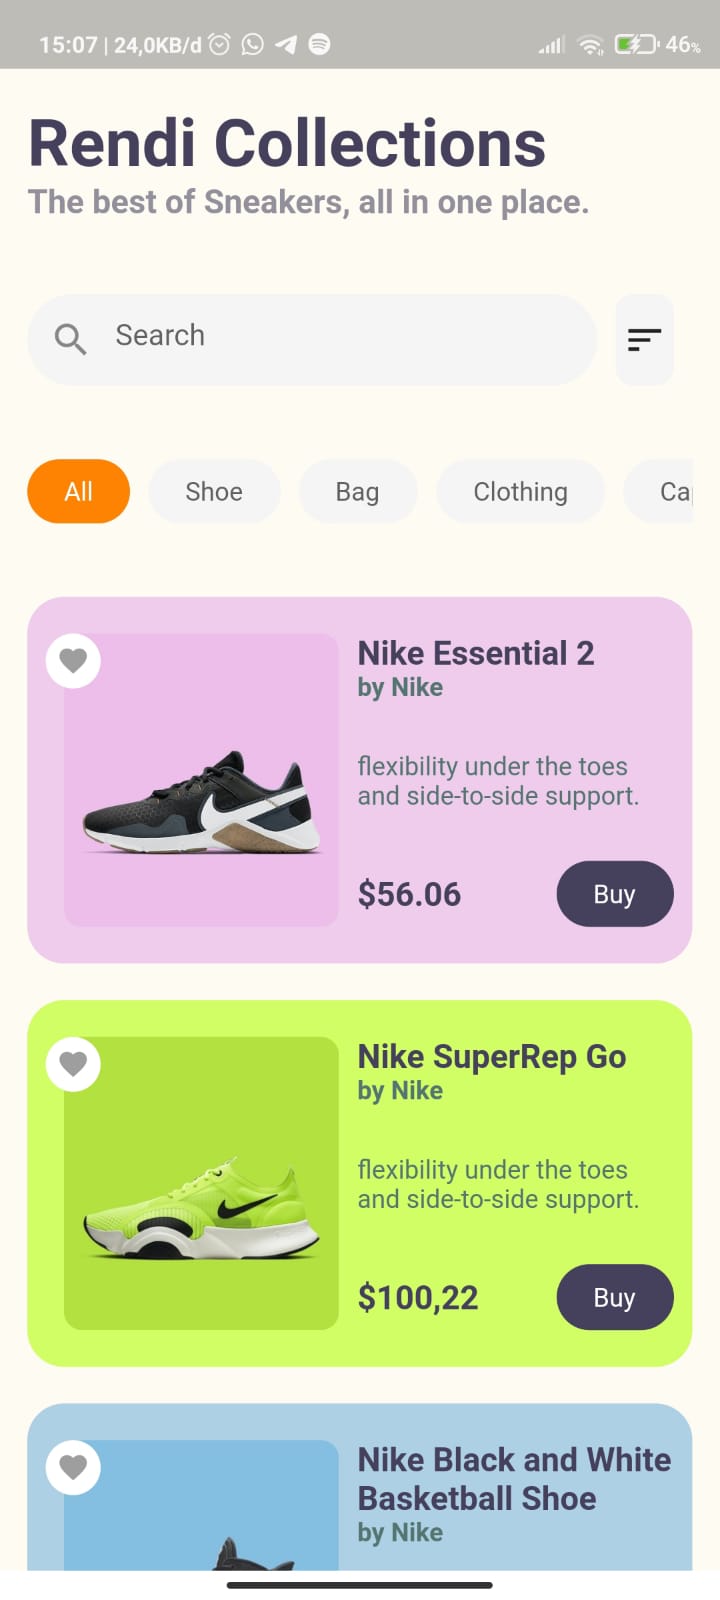 15:07 | 24,0KB/d
46%
Rendi Collections
The best of Sneakers, all in one place.
Search
All Shoe Bag Clothing Ca
Nike Essential 2
by Nike
flexibility under the toes
and side-to-side support.
$56.06 Buy
Nike SuperRep Go
by Nike
flexibility under the toes
and side-to-side support.
$100,22 Buy
Nike Black and White
Basketball Shoe
by Nike